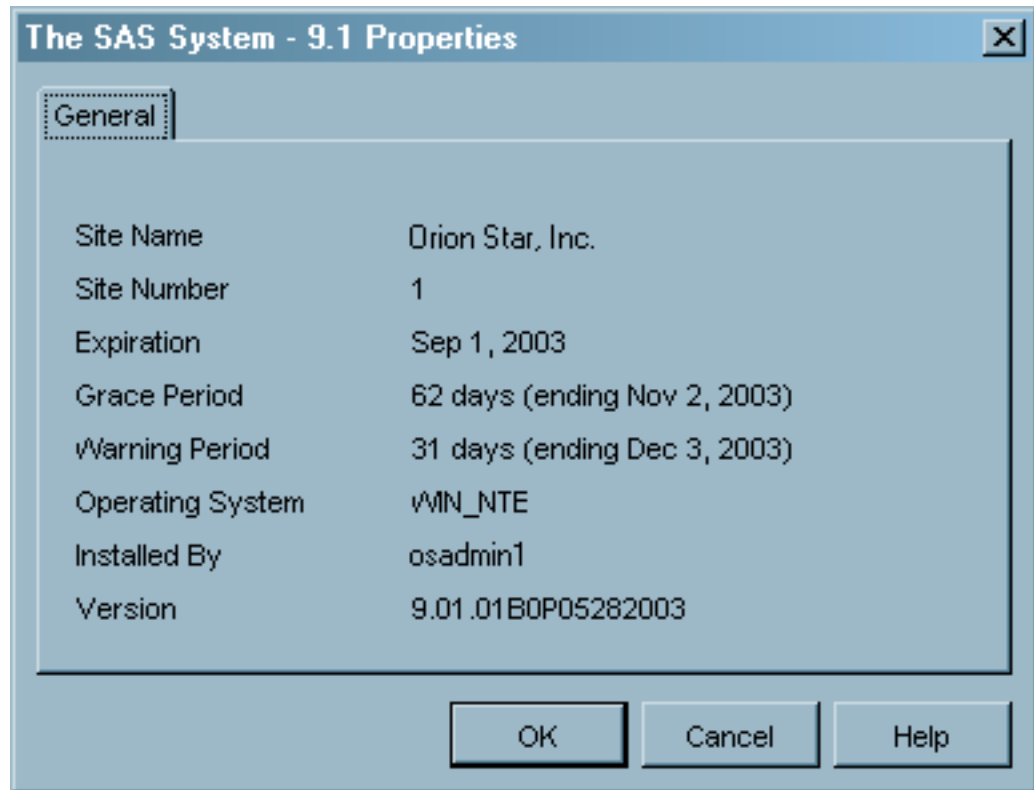 The SAS System - 9.1 Properties
General
Site Name Orion Star, Inc.
Site Number 1
Expiration Sep 1, 2003
Grace Period 62 days (ending Nov 2, 2003)
Warning Period 31 days (ending Dec 3, 2003)
Operating System WIN_NTE
Installed By osadmin1
Version 9.01.01B0P05282003
OK Cancel Help